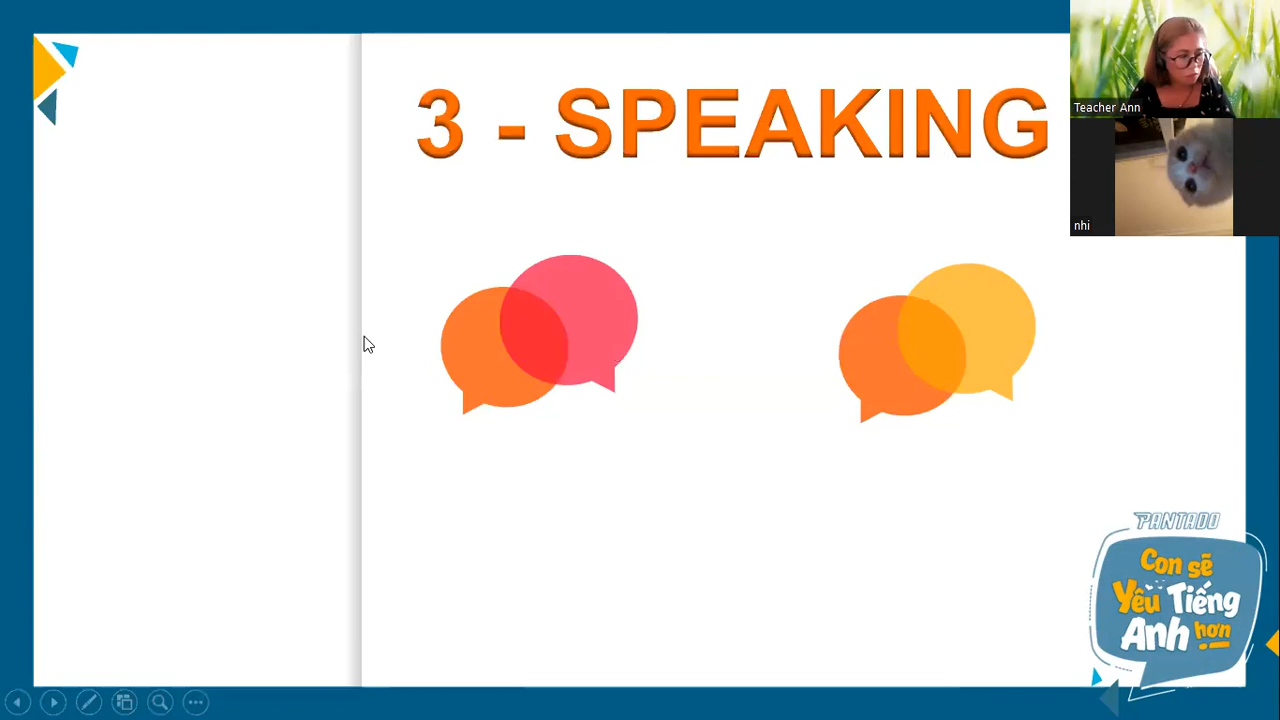 3 - SPEAKING
Teacher Ann
nhi
PANTADO
Con sẽ
Yêu Tiếng
Anh hơn